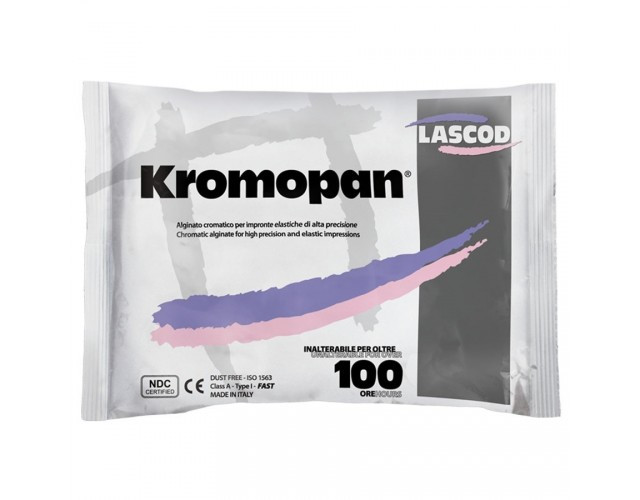 LASCOD
Kromopan®
Alginato cromatico per impronte elastiche di alta precisione
Chromatic alginate for high precision and elastic impressions
INALTERABILE PER OLTRE
UNALTERABLE FOR OVER
100
OREHOURS
NDC
CERTIFIED
CE
DUST FREE - ISO 1563
Class A - Type I - FAST
MADE IN ITALY